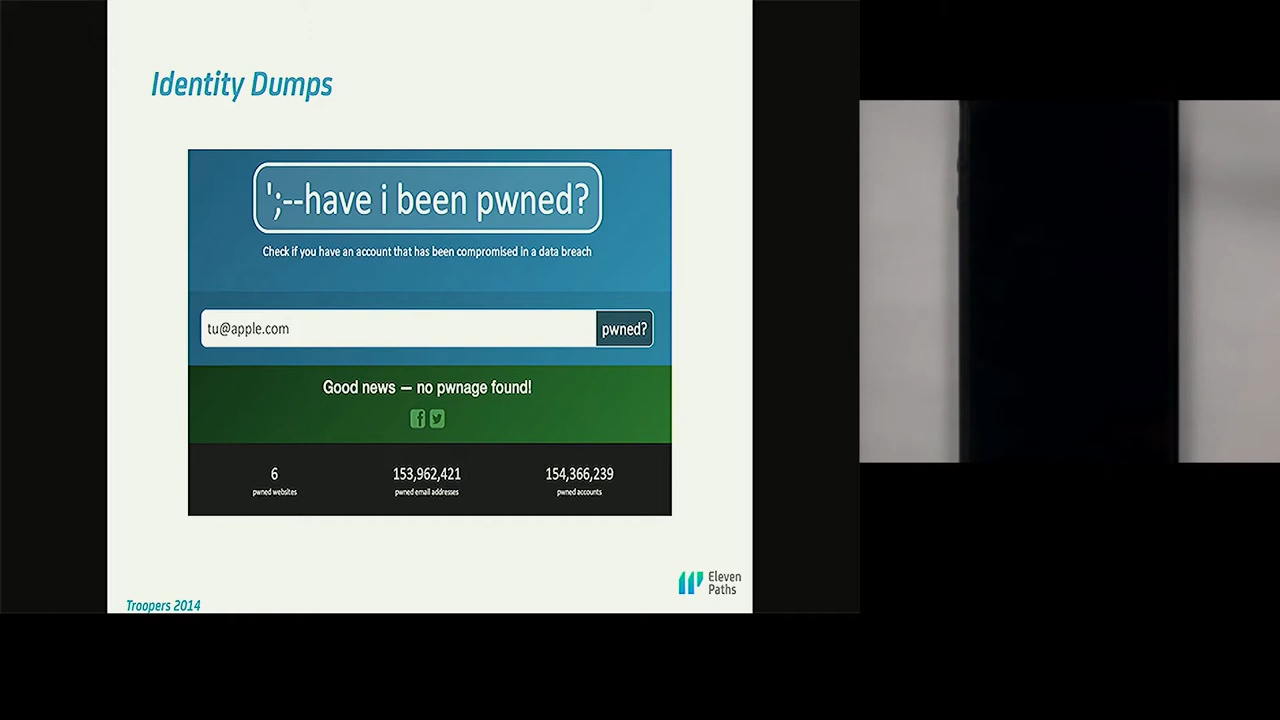 Identity Dumps
';--have i been pwned?
Check if you have an account that has been compromised in a data breach
tu@apple.com
pwned?
Good news — no pwnage found!
6
pwned websites
153,962,421
pwned email addresses
154,366,239
pwned accounts
Eleven
Paths
Troopers 2014